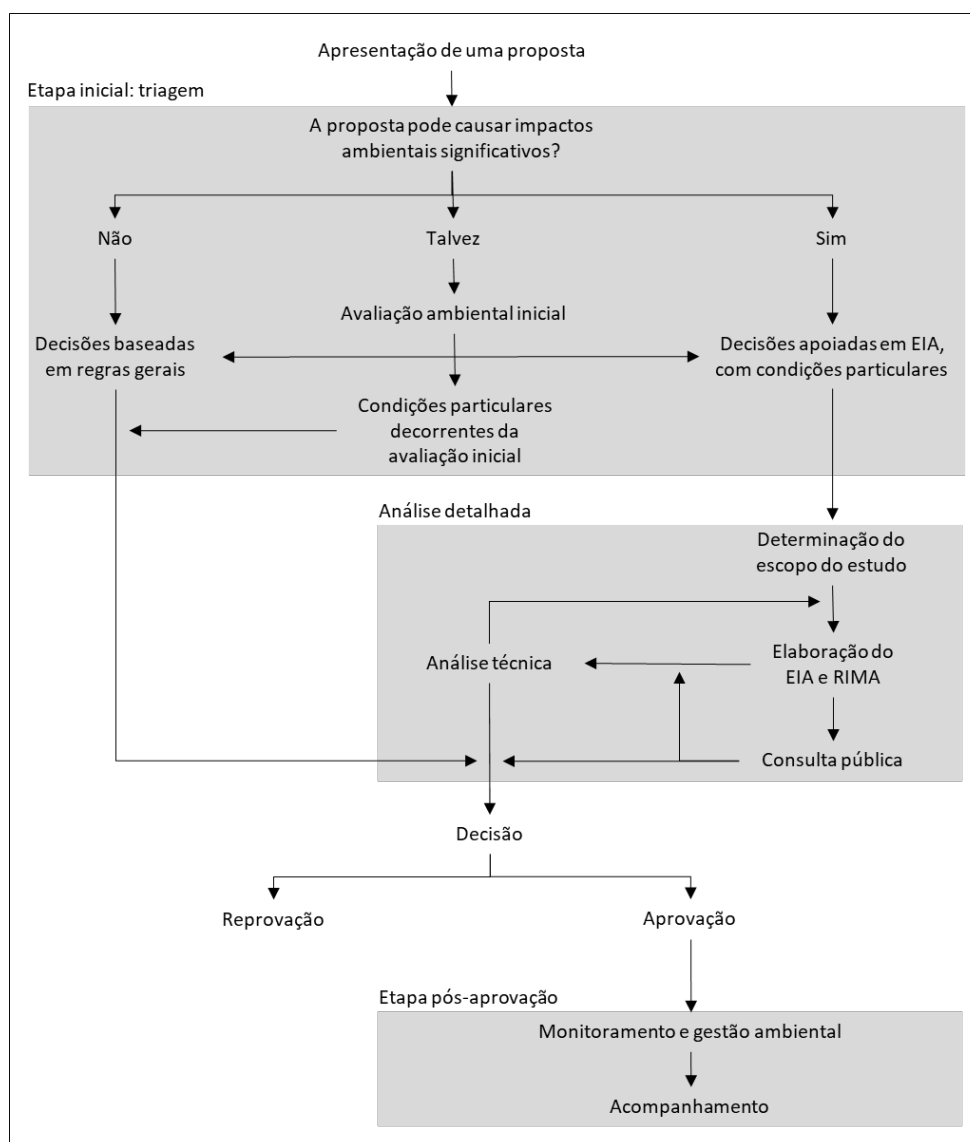 Apresentação de uma proposta
Etapa inicial: triagem
A proposta pode causar impactos
ambientais significativos?
Não
Talvez
Sim
Avaliação ambiental inicial
Decisões baseadas
em regras gerais
Decisões apoiadas em EIA,
com condições particulares
Condições particulares
decorrentes da
avaliação inicial
Análise detalhada
Determinação do
escopo do estudo
Análise técnica
Elaboração do
EIA e RIMA
Consulta pública
Decisão
Reprovação
Aprovação
Etapa pós-aprovação
Monitoramento e gestão ambiental
Acompanhamento